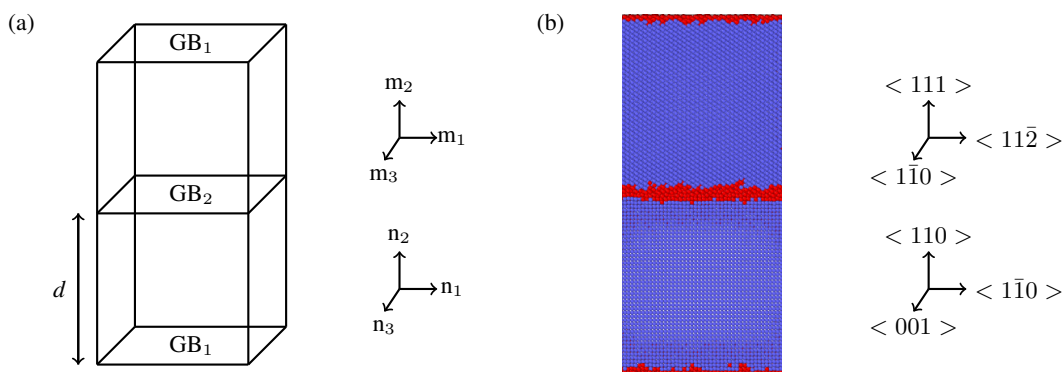 (a)
GB₁
GB₂
GB₁
d
m₂
m₁
m₃
n₂
n₁
n₃
(b)
< 111 >
< 112̄ >
< 11̄0 >
< 110 >
< 11̄0 >
< 001 >